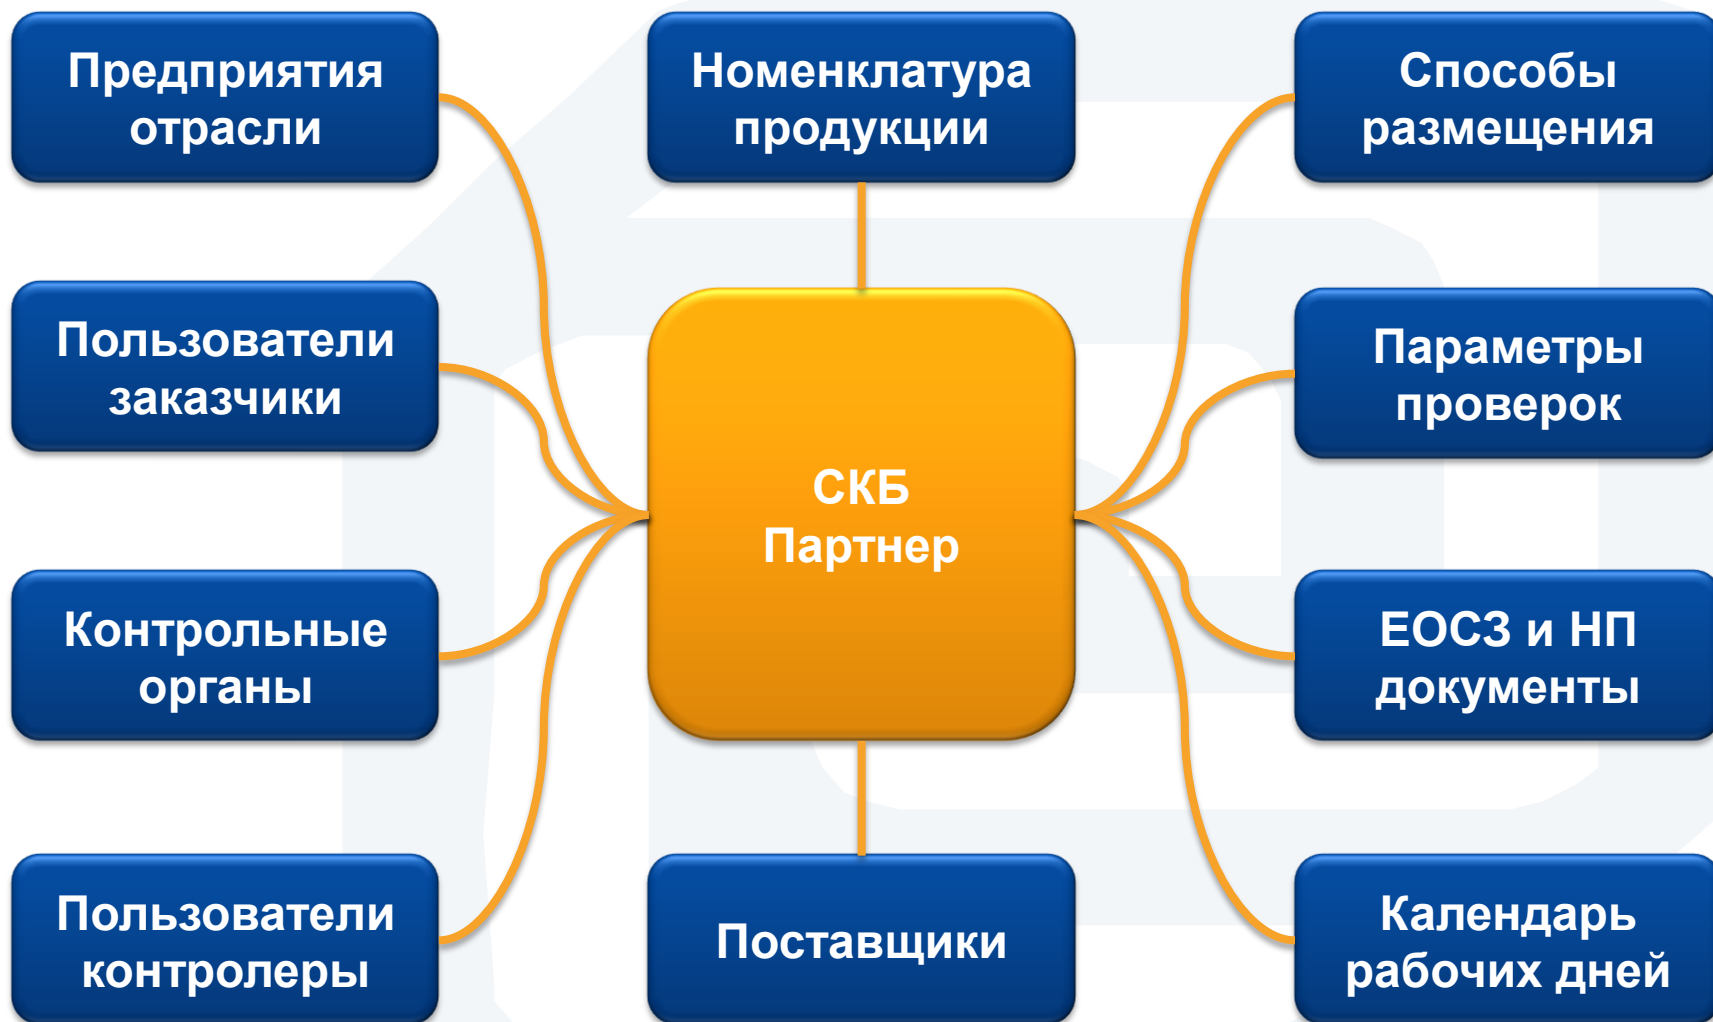 Предприятия
отрасли
Номенклатура
продукции
Способы
размещения
Пользователи
заказчики
Параметры
проверок
СКБ
Партнер
Контрольные
органы
ЕОСЗ и НП
документы
Пользователи
контролеры
Поставщики
Календарь
рабочих дней